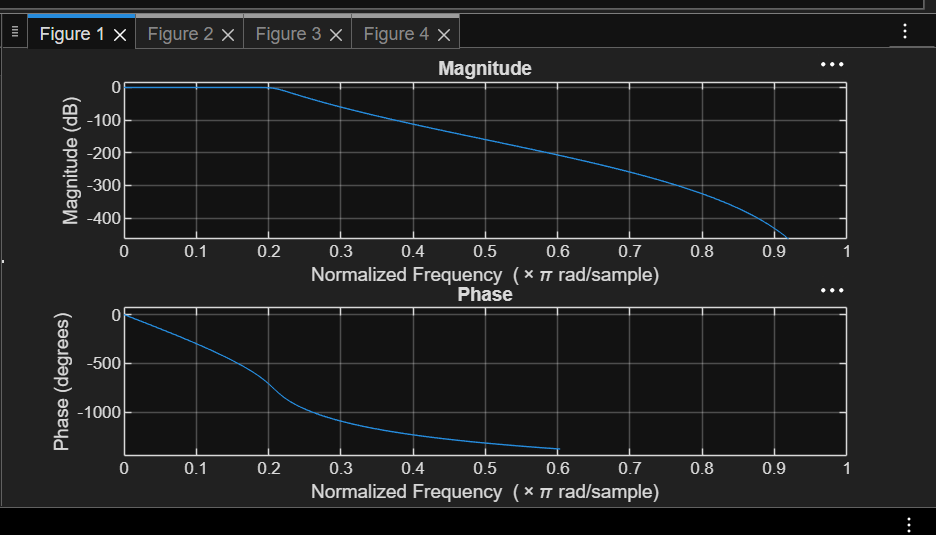 Figure 1 × Figure 2 × Figure 3 × Figure 4 ×
Magnitude
Magnitude (dB)
0
-100
-200
-300
-400
0 0.1 0.2 0.3 0.4 0.5 0.6 0.7 0.8 0.9 1
Normalized Frequency (× π rad/sample)
Phase
Phase (degrees)
0
-500
-1000
0 0.1 0.2 0.3 0.4 0.5 0.6 0.7 0.8 0.9 1
Normalized Frequency (× π rad/sample)